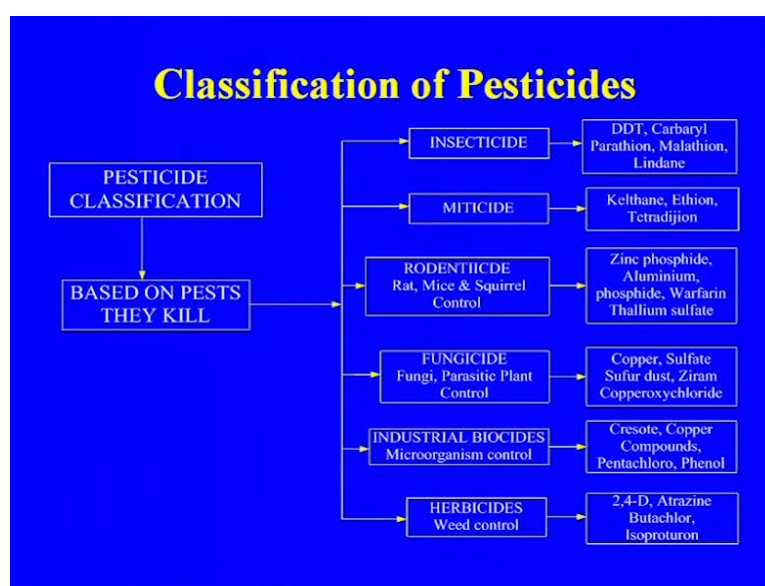 Classification of Pesticides
PESTICIDE
CLASSIFICATION
BASED ON PESTS
THEY KILL
INSECTICIDE
DDT, Carbaryl
Parathion, Malathion,
Lindane
MITICIDE
Kelthane, Ethion,
Tetradijion
RODENTIICDE
Rat, Mice & Squirrel
Control
Zinc phosphide,
Aluminium,
phosphide, Warfarin
Thallium sulfate
FUNGICIDE
Fungi, Parasitic Plant
Control
Copper, Sulfate
Sufur dust, Ziram
Copperoxychloride
INDUSTRIAL BIOCIDES
Microorganism control
Cresote, Copper
Compounds,
Pentachloro, Phenol
HERBICIDES
Weed control
2,4-D, Atrazine
Butachlor,
Isoproturon